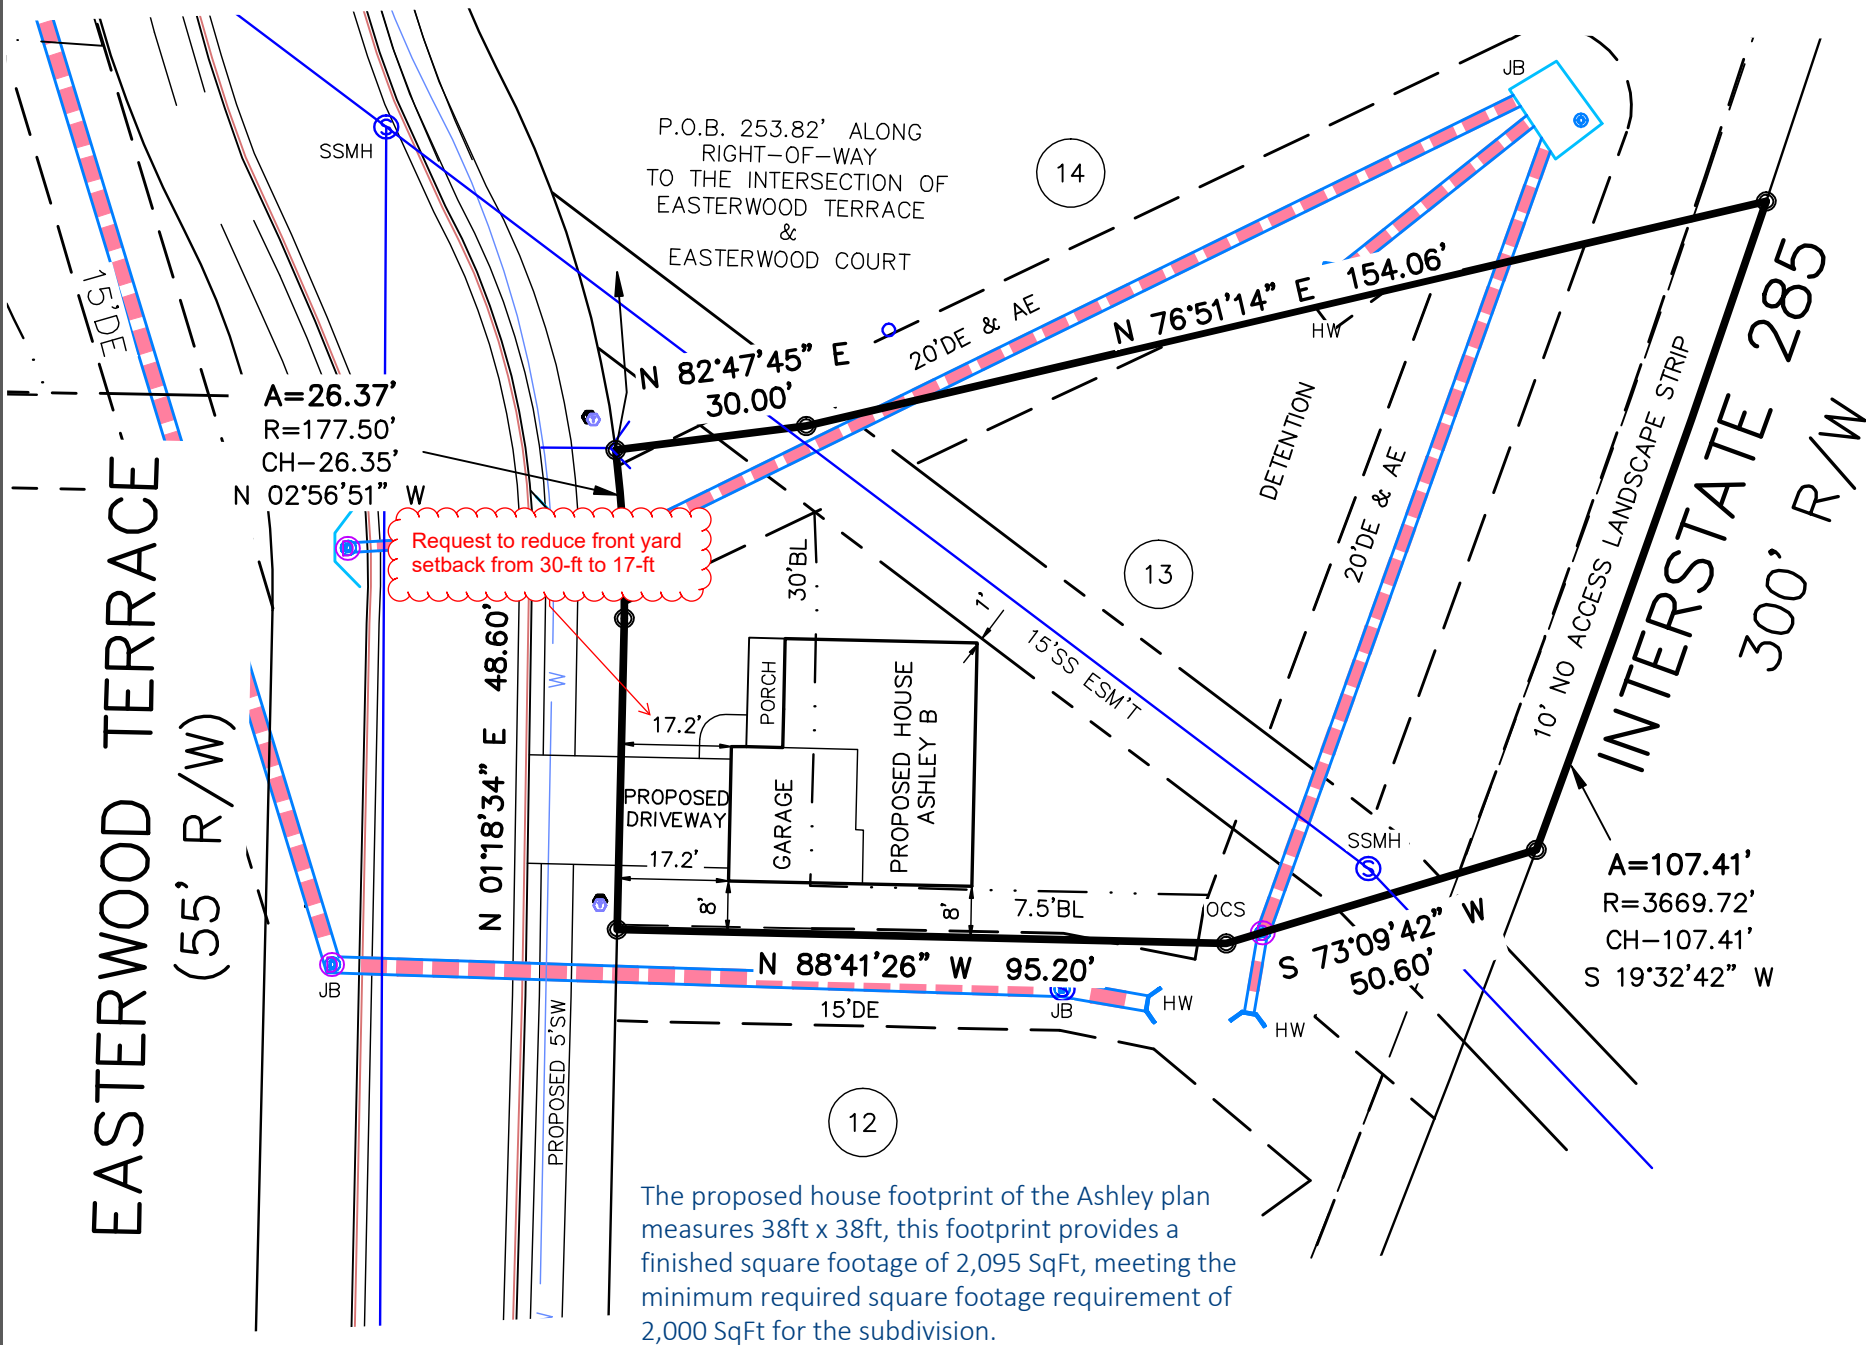 JB
SSMH
P.O.B. 253.82' ALONG
RIGHT-OF-WAY
TO THE INTERSECTION OF
EASTERWOOD TERRACE
&
EASTERWOOD COURT
14
15'DE
A=26.37'
R=177.50'
CH-26.35'
N 02°56'51" W
N 82°47'45" E
30.00'
20'DE & AE
N 76°51'14" E 154.06'
HW
DETENTION
20'DE & AE
10' NO ACCESS LANDSCAPE STRIP
INTERSTATE 285
300' R/W
EASTERWOOD TERRACE
(55' R/W)
Request to reduce front yard
setback from 30-ft to 17-ft
30'BL
13
1'
15'SS ESM'T
N 01°18'34" E 48.60'
W
17.2'
PORCH
PROPOSED HOUSE
ASHLEY B
GARAGE
PROPOSED
DRIVEWAY
17.2'
8'
8'
7.5'BL
OCS
SSMH
S
S
A=107.41'
R=3669.72'
CH-107.41'
S 19°32'42" W
S 73°09'42" W
50.60'
N 88°41'26" W 95.20'
JB
15'DE
JB
HW
HW
PROPOSED 5'SW
12
The proposed house footprint of the Ashley plan
measures 38ft x 38ft, this footprint provides a
finished square footage of 2,095 SqFt, meeting the
minimum required square footage requirement of
2,000 SqFt for the subdivision.